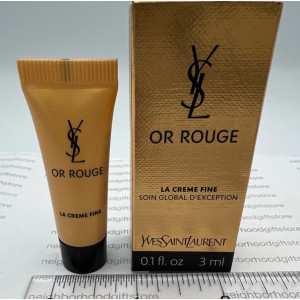 YSL
OR ROUGE
LA CREME FINE
YSL
OR ROUGE
LA CREME FINE
SOIN GLOBAL D'EXCEPTION
YVESSAINTLAURENT
0.1 fl. oz 3 ml
neighborhoodgiftstore